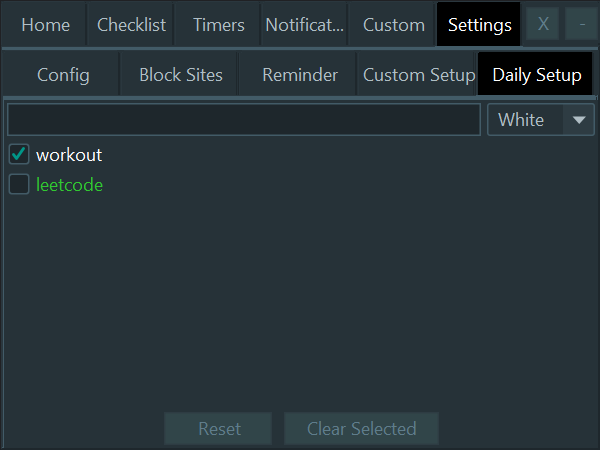 Home Checklist Timers Notificat... Custom Settings X -
Config Block Sites Reminder Custom Setup Daily Setup
White
workout
leetcode
Reset Clear Selected